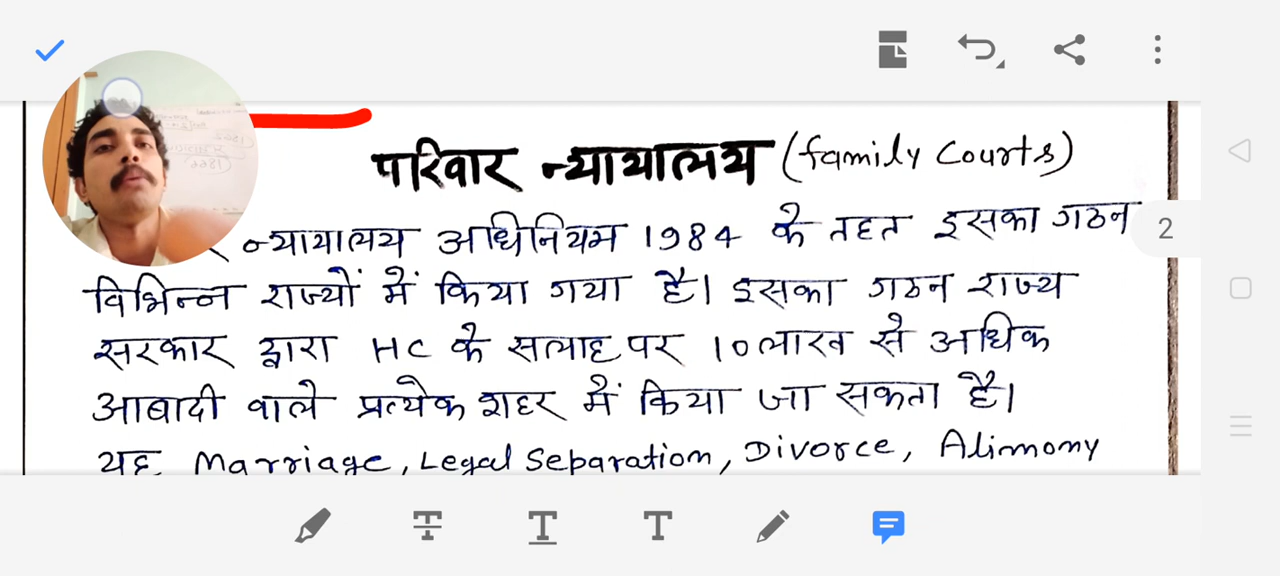 परिवार न्यायालय (family Courts)
न्यायालय अधिनियम 1984 के तहत इसका गठन
2
विभिन्न राज्यों में किया गया है। इसका गठन राज्य
सरकार द्वारा HC के सलाह पर 10 लाख से अधिक
आबादी वाले प्रत्येक शहर में किया जा सकता है।
यह Marriage, Legal Separation, Divorce, Alimony